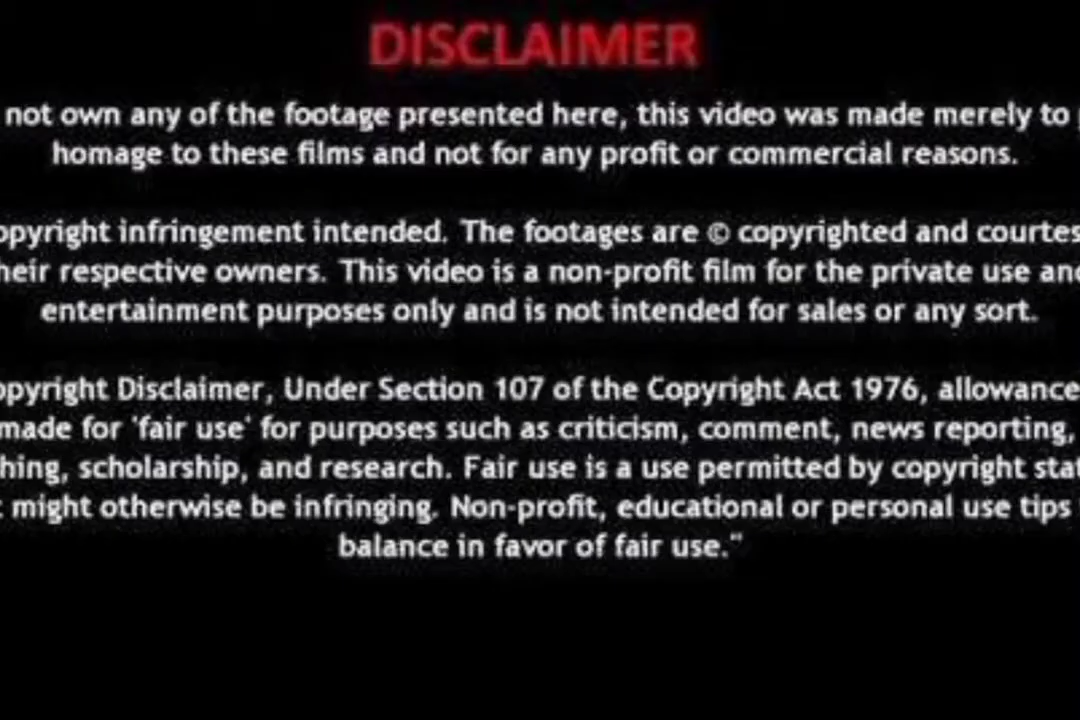 DISCLAIMER
not own any of the footage presented here, this video was made merely to
homage to these films and not for any profit or commercial reasons.
opyright infringement intended. The footages are © copyrighted and courtes
heir respective owners. This video is a non-profit film for the private use and
entertainment purposes only and is not intended for sales or any sort.
opyright Disclaimer, Under Section 107 of the Copyright Act 1976, allowance
made for 'fair use' for purposes such as criticism, comment, news reporting,
hing, scholarship, and research. Fair use is a use permitted by copyright stat
might otherwise be infringing. Non-profit, educational or personal use tips
balance in favor of fair use."